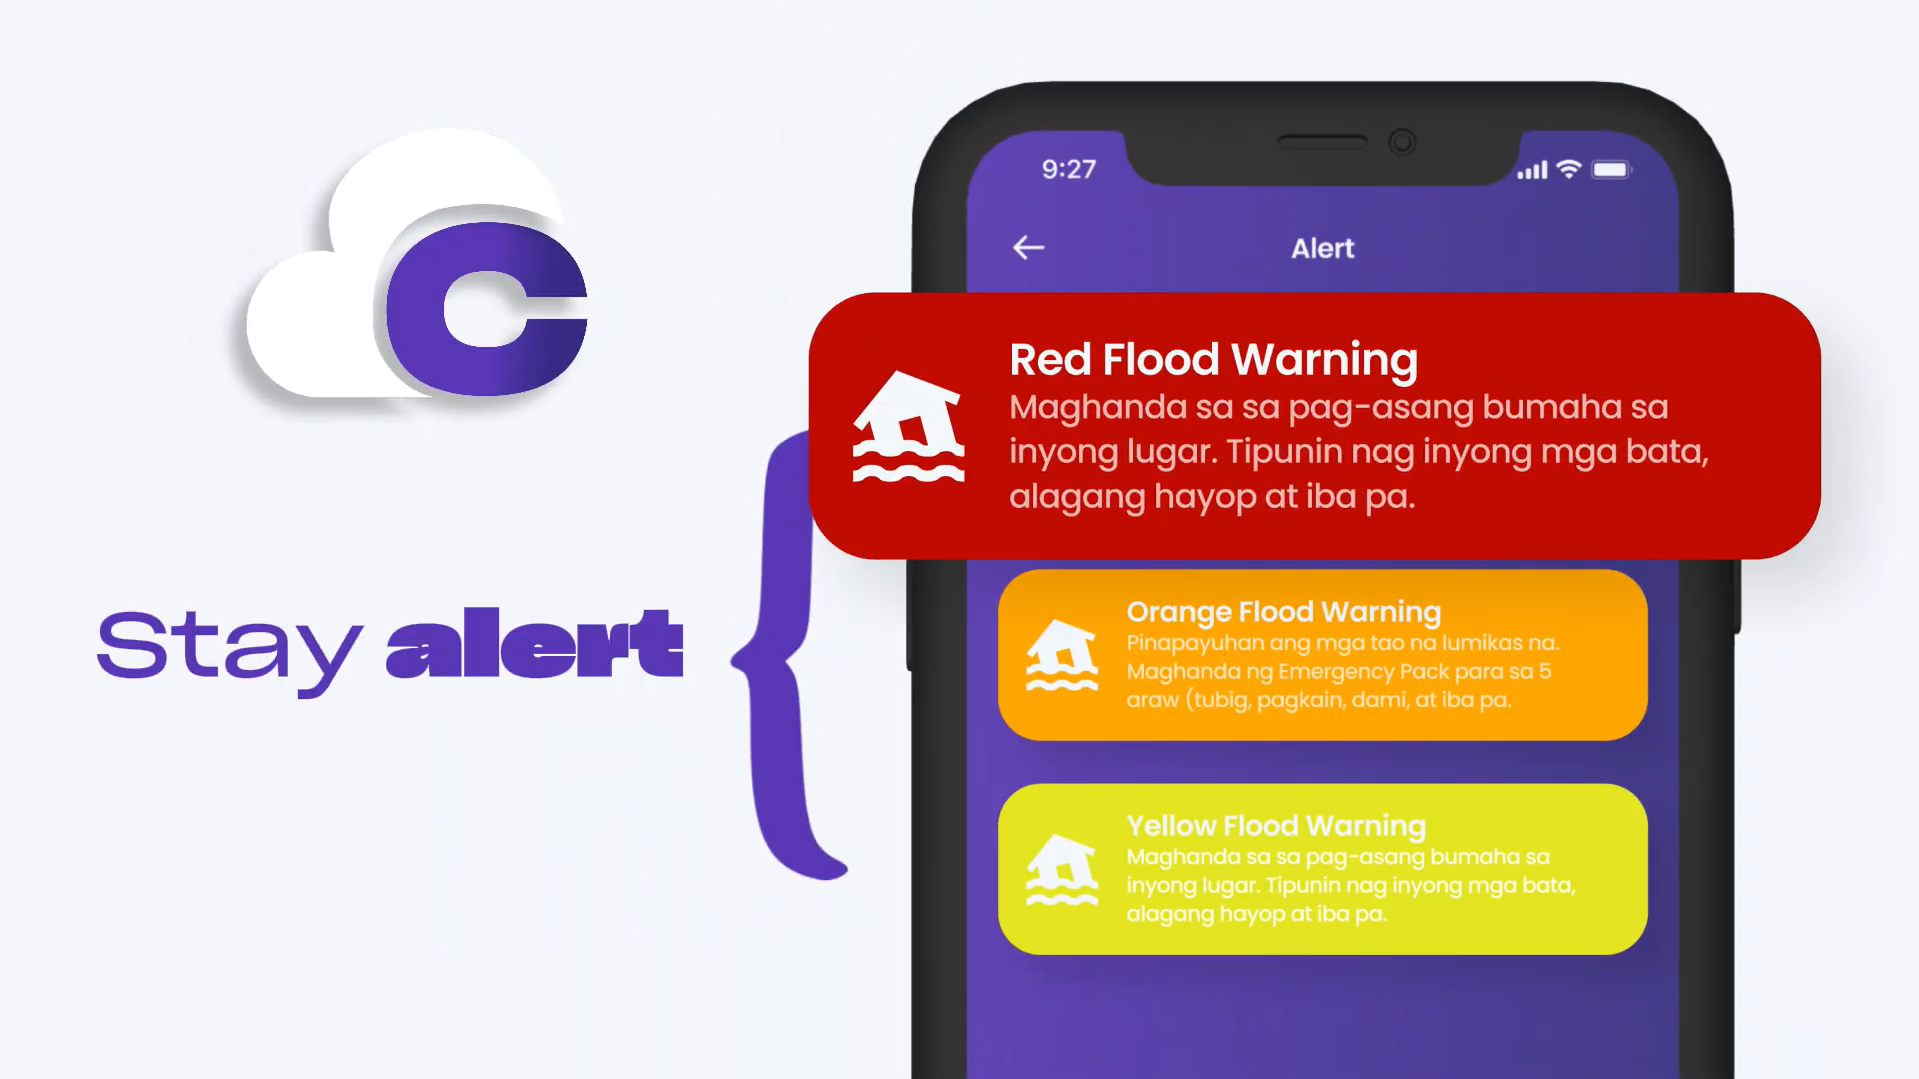 C
Stay alert
9:27
Alert
Red Flood Warning
Maghanda sa sa pag-asang bumaha sa
inyong lugar. Tipunin nag inyong mga bata,
alagang hayop at iba pa.
Orange Flood Warning
Pinapayuhan ang mga tao na lumikas na.
Maghanda ng Emergency Pack para sa 5
araw (tubig, pagkain, dami, at iba pa.
Yellow Flood Warning
Maghanda sa sa pag-asang bumaha sa
inyong lugar. Tipunin nag inyong mga bata,
alagang hayop at iba pa.